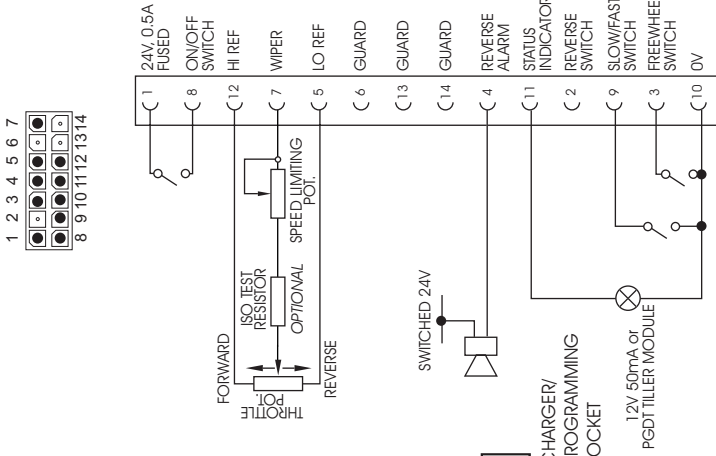 1 2 3 4 5 6 7
8 9 10 11 12 13 14
24V, 0.5A
FUSED
ON/OFF
SWITCH
HI REF
WIPER
LO REF
GUARD
GUARD
GUARD
REVERSE
ALARM
STATUS
INDICATOR
REVERSE
SWITCH
SLOW/FAST
SWITCH
FREEWHEE
SWITCH
0V
1
8
12
7
5
6
13
14
4
11
2
9
3
10
SPEED LIMITING
POT.
ISO TEST
RESISTOR
OPTIONAL
FORWARD
THROTTLE
POT.
REVERSE
SWITCHED 24V
12V 50mA or
PGDT TILLER MODULE
CHARGER/
ROGRAMMING
OCKET